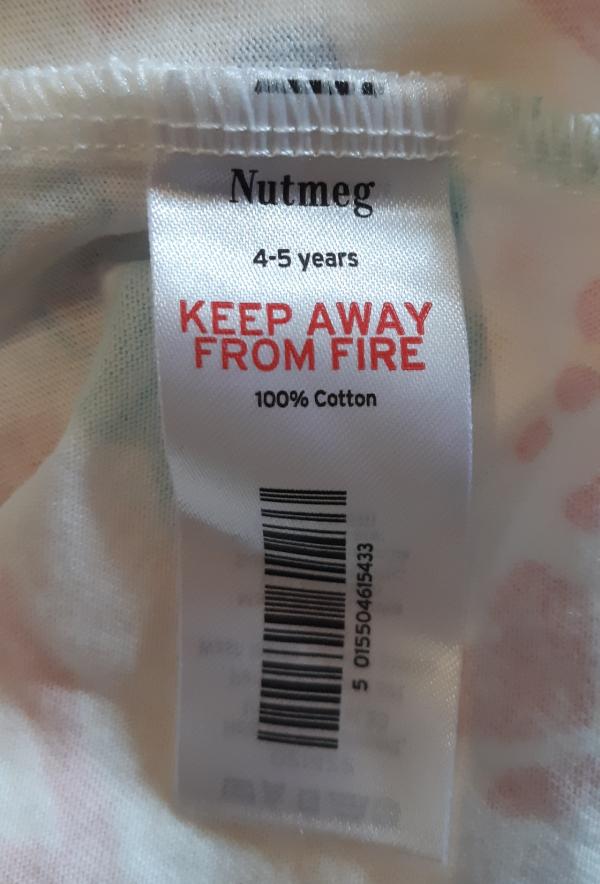 Nutmeg
4-5 years
KEEP AWAY
FROM FIRE
100% Cotton
5 015504615433